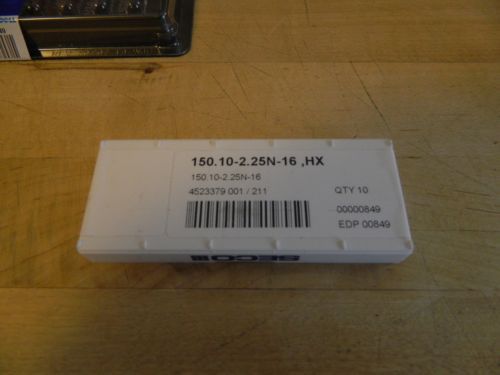 150.10-2.25N-16 ,HX
150.10-2.25N-16
4523379 001 / 211
QTY 10
00000849
EDP 00849
SECO